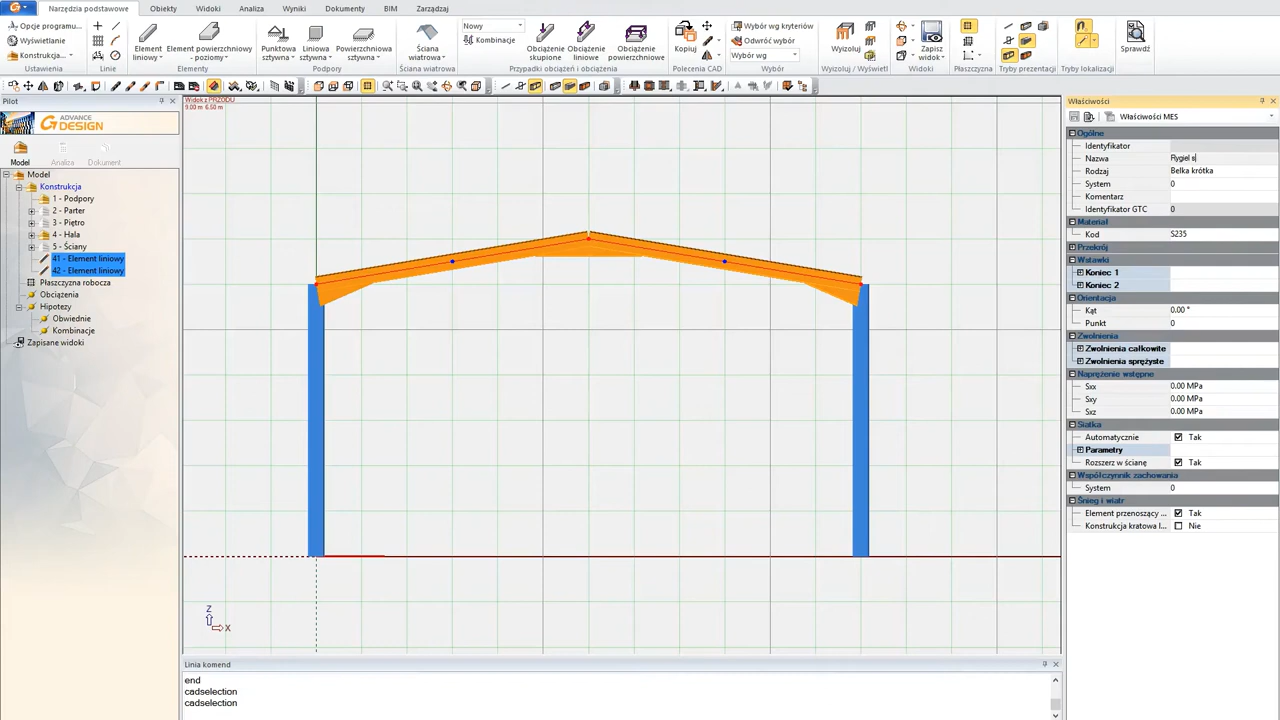 Narzędzia podstawowe Obiekty Widoki Analiza Wyniki Dokumenty BIM Zarządzaj
Opcje programu...
Wyświetlanie
Konstrukcja
Ustawienia
Linie
Element liniowy
Element powierzchniowy - poziomy
Elementy
Punktowa sztywna
Liniowa sztywna
Powierzchniowa sztywna
Podpory
Ściana wiatrowa
Ściana wiatrowa
Nowy
Kombinacje
Obciążenie skupione
Obciążenie liniowe
Obciążenie powierzchniowe
Przypadki obciążeń i obciążenia
Kopiuj
Polecenia CAD
Wybór wg kryteriów
Odwróć wybór
Wybór wg
Wybór
Wyizoluj
Wyizoluj / Wyświetl
Zapisz widok
Widoki
Płaszczyzna
Tryby prezentacji
Tryby lokalizacji
Sprawdź
Pilot
ADVANCE DESIGN
Model Analiza Dokument
Model
Konstrukcja
1 - Podpory
2 - Parter
3 - Piętro
4 - Hala
5 - Ściany
41 - Element liniowy
42 - Element liniowy
Płaszczyzna robocza
Obciążenia
Hipotezy
Obwiednie
Kombinacje
Zapisane widoki
Widok z PRZODU
9.00 m 6.50 m
Z
X
Linia komend
end
cadselection
cadselection
Właściwości
Właściwości MES
Ogólne
Identyfikator
Nazwa Rygiel s
Rodzaj Belka krótka
System 0
Komentarz
Identyfikator GTC 0
Materiał
Kod S235
Przekrój
Wstawki
Koniec 1
Koniec 2
Orientacja
Kąt 0.00 °
Punkt 0
Zwolnienia
Zwolnienia całkowite
Zwolnienia sprężyste
Naprężenie wstępne
Sxx 0.00 MPa
Sxy 0.00 MPa
Sxz 0.00 MPa
Siatka
Automatycznie Tak
Parametry
Rozszerz w ścianę Tak
Współczynnik zachowania
System 0
Śnieg i wiatr
Element przenoszący ... Tak
Konstrukcja kratowa l... Nie